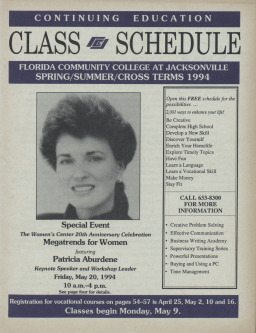 CONTINUING EDUCATION
CLASS SCHEDULE
FLORIDA COMMUNITY COLLEGE AT JACKSONVILLE
SPRING/SUMMER/CROSS TERMS 1994
Open this FREE schedule for the
possibilities ...
2,001 ways to enhance your life!
Be Creative
Complete High School
Develop a New Skill
Discover Yourself
Enrich Your Homelife
Explore Timely Topics
Have Fun
Learn a Language
Learn a Vocational Skill
Make Money
Stay Fit
CALL 633-8300
FOR MORE
INFORMATION
• Creative Problem Solving
• Effective Communication
• Business Writing Academy
• Supervisory Training Series
• Powerful Presentations
• Buying and Using a PC
• Time Management
Special Event
The Women's Center 20th Anniversary Celebration
Megatrends for Women
featuring
Patricia Aburdene
Keynote Speaker and Workshop Leader
Friday, May 20, 1994
10 a.m.-4 p.m.
See page four for details.
Registration for vocational courses on pages 54-57 is April 25, May 2, 10 and 16.
Classes begin Monday, May 9.